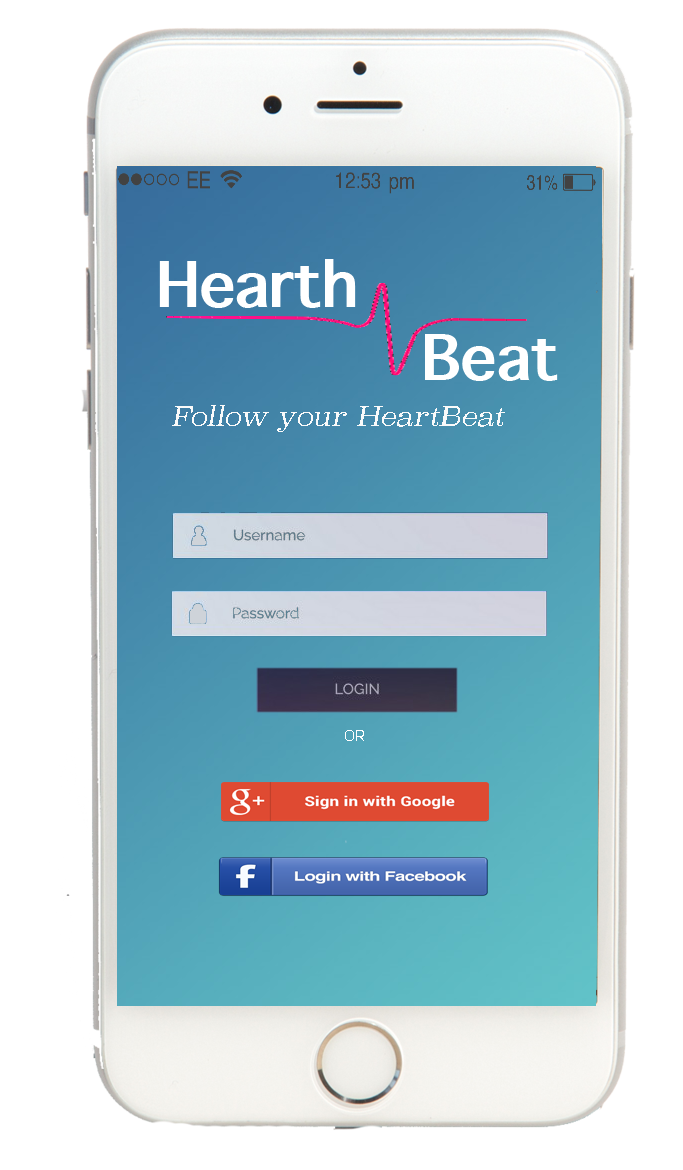 EE 12:53 pm 31%
Hearth
Beat
Follow your HeartBeat
Username
Password
LOGIN
OR
g+ Sign in with Google
f Login with Facebook